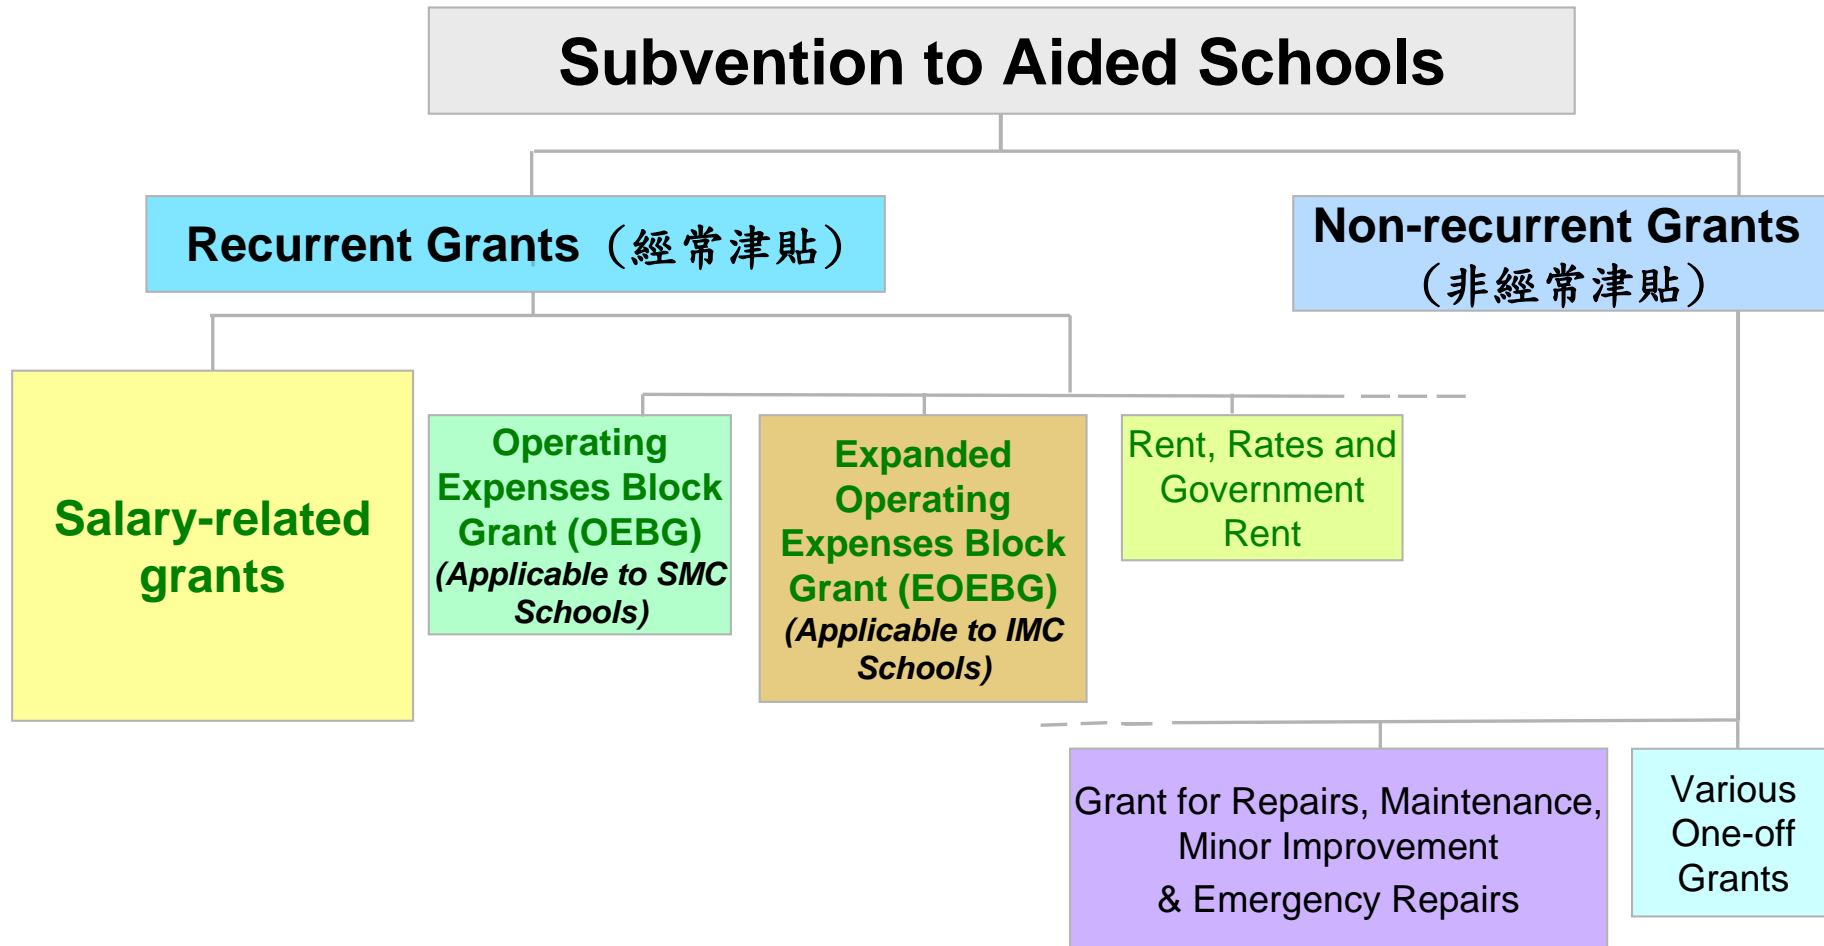 Subvention to Aided Schools
Recurrent Grants（經常津貼）
Non-recurrent Grants
（非經常津貼）
Salary-related
grants
Operating
Expenses Block
Grant (OEBG)
(Applicable to SMC
Schools)
Expanded
Operating
Expenses Block
Grant (EOEBG)
(Applicable to IMC
Schools)
Rent, Rates and
Government
Rent
Grant for Repairs, Maintenance,
Minor Improvement
& Emergency Repairs
Various
One-off
Grants